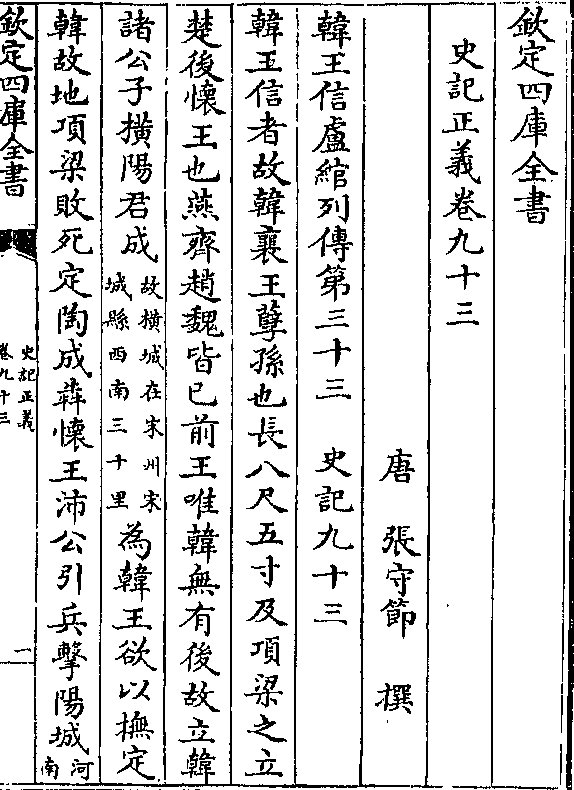 欽定四庫全書
史記正義卷九十三
唐　張守節　撰
韓王信盧綰列傳第三十三　史記九十三
韓王信者故韓襄王孽孫也長八尺五寸及項梁之立
楚後懷王也燕齊趙魏皆已前王唯韓無有後故立韓
諸公子橫陽君成故橫城在宋州宋城縣西南三十里為韓王欲以撫定
韓故地項梁敗死定陶成犇懷王沛公引兵擊陽城河南
欽定四庫全書
史記正義
卷九十三
一